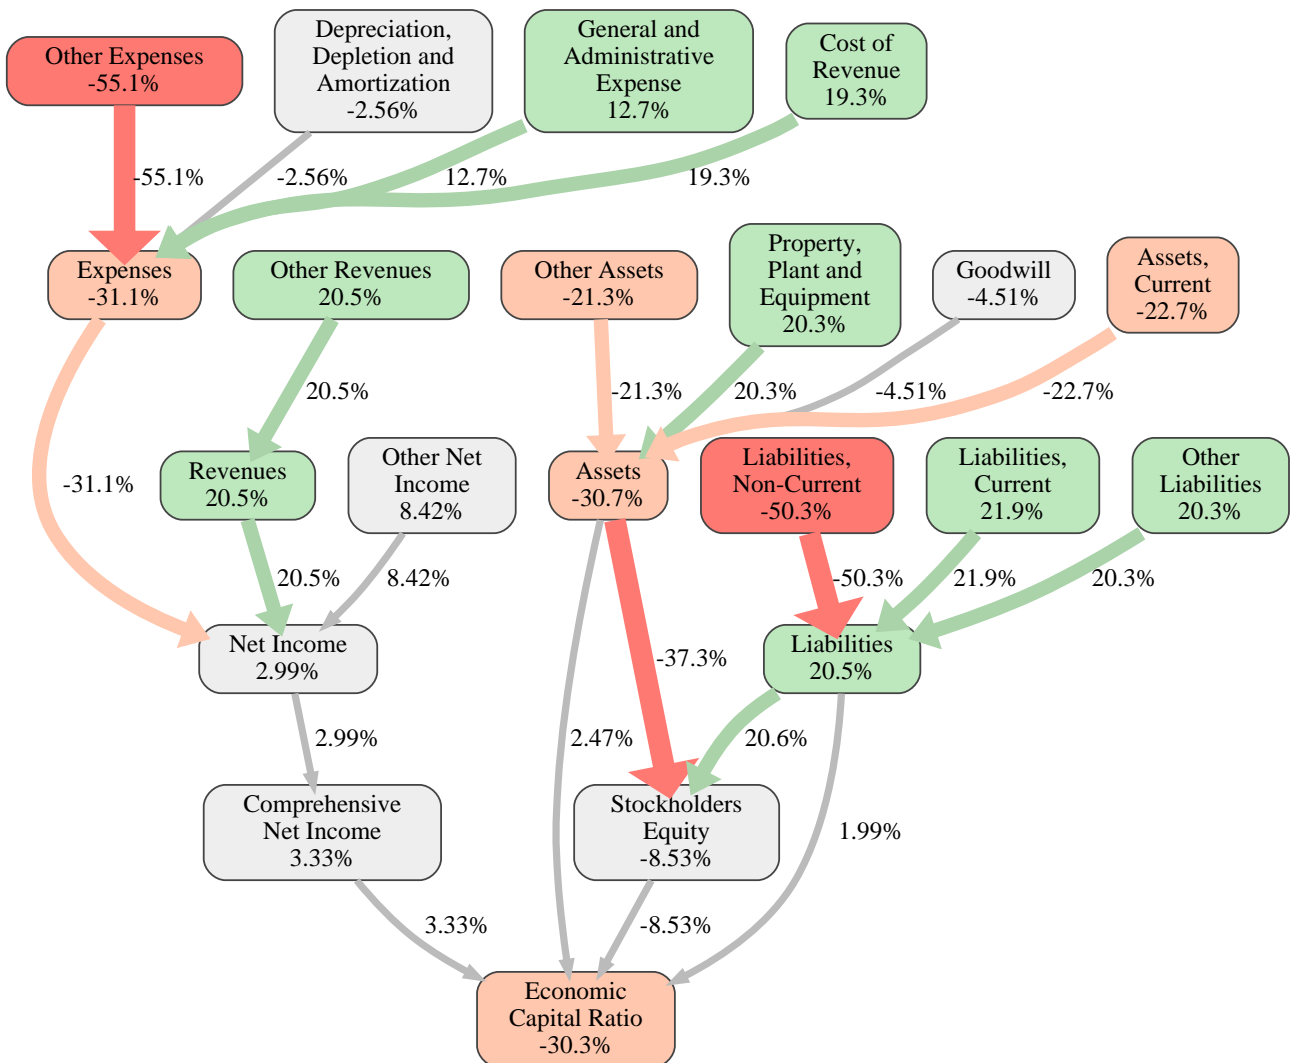 Other Expenses
-55.1%
Depreciation,
Depletion and
Amortization
-2.56%
General and
Administrative
Expense
12.7%
Cost of
Revenue
19.3%
-55.1%
-2.56%
12.7%
19.3%
Expenses
-31.1%
Other Revenues
20.5%
Other Assets
-21.3%
Property,
Plant and
Equipment
20.3%
Goodwill
-4.51%
Assets,
Current
-22.7%
20.5%
-21.3%
20.3%
-4.51%
-22.7%
-31.1%
Revenues
20.5%
Other Net
Income
8.42%
Assets
-30.7%
Liabilities,
Non-Current
-50.3%
Liabilities,
Current
21.9%
Other
Liabilities
20.3%
20.5%
8.42%
-50.3%
21.9%
20.3%
Net Income
2.99%
-37.3%
Liabilities
20.5%
2.99%
2.47%
20.6%
1.99%
Comprehensive
Net Income
3.33%
Stockholders
Equity
-8.53%
3.33%
-8.53%
Economic
Capital Ratio
-30.3%